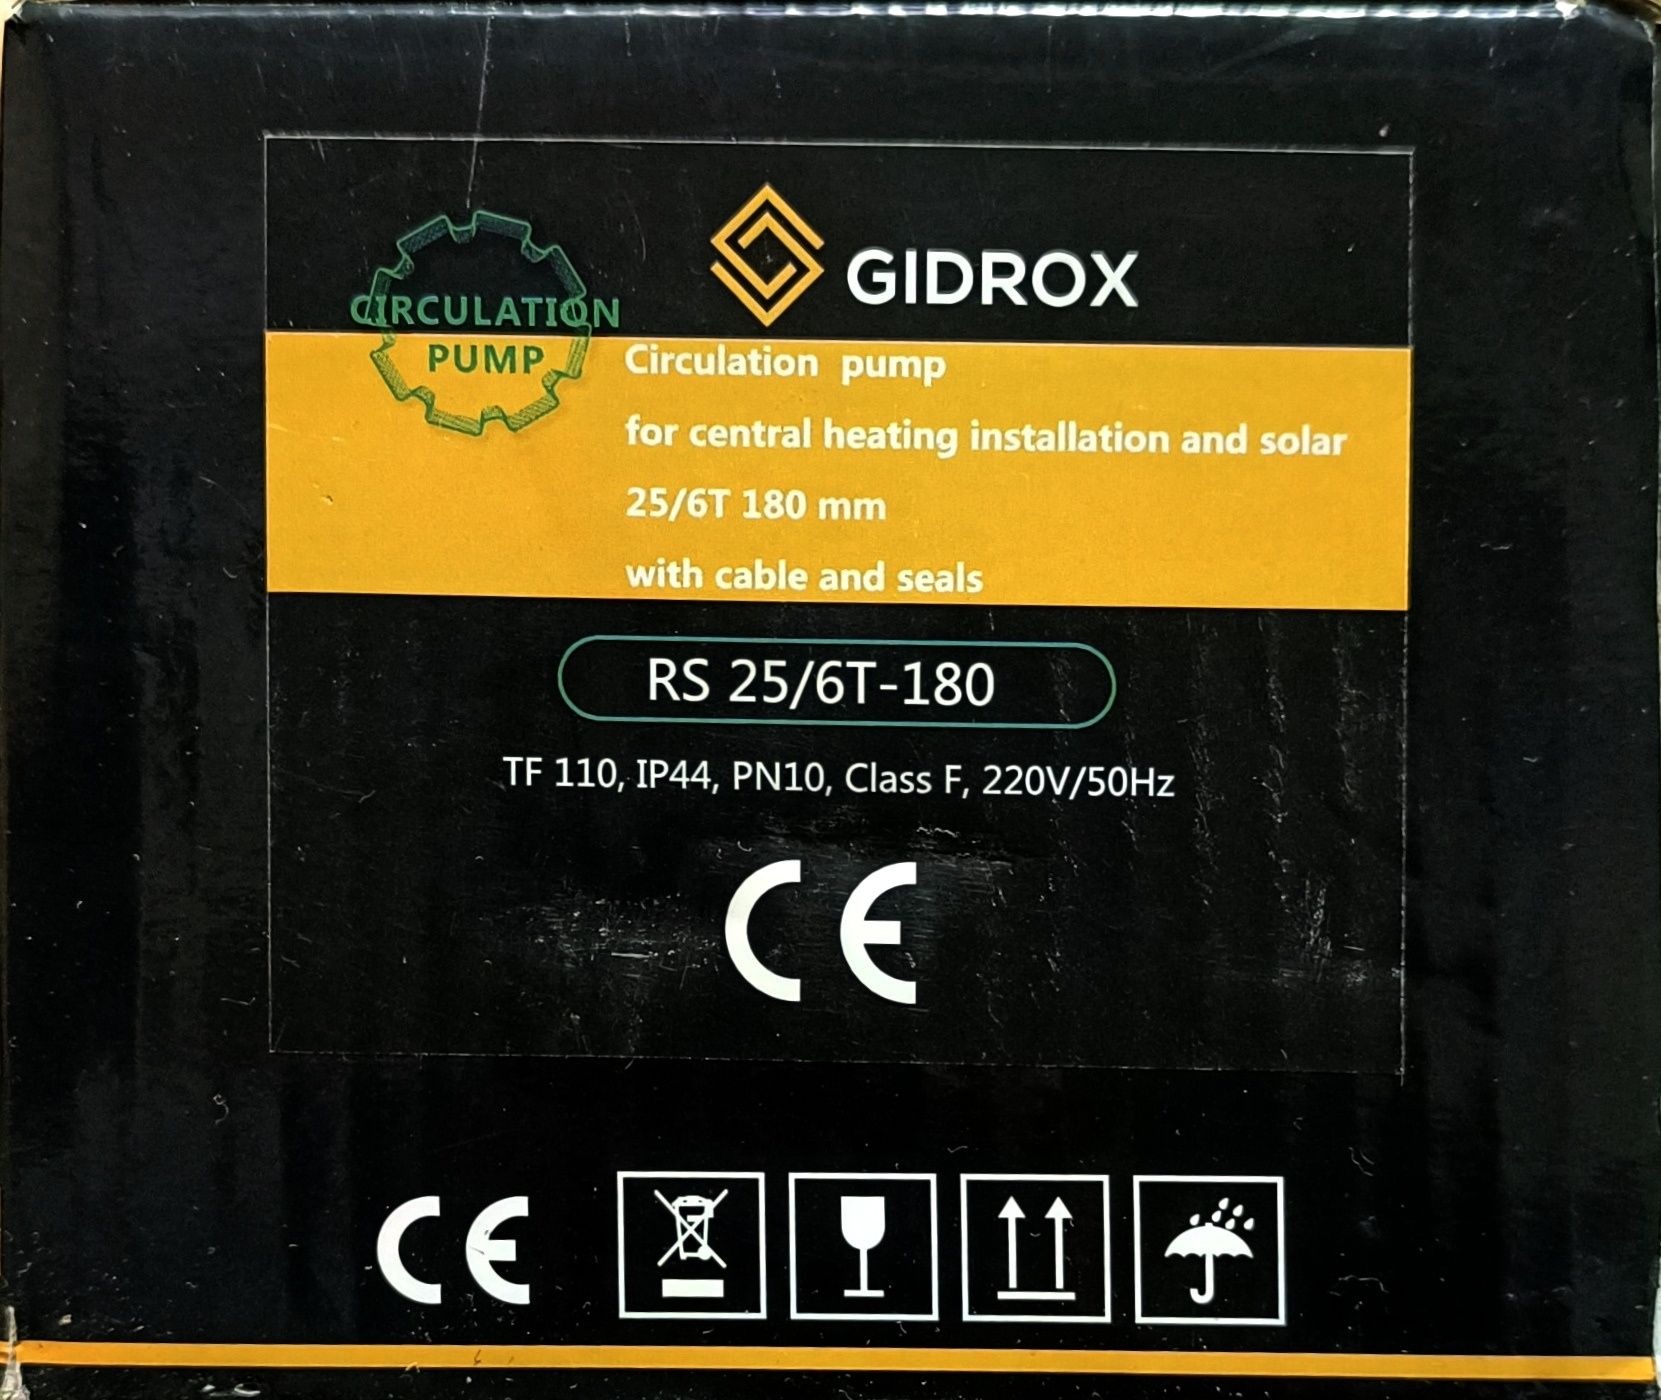 GIDROX
CIRCULATION
PUMP
Circulation pump
for central heating installation and solar
25/6T 180 mm
with cable and seals
RS 25/6T-180
TF 110, IP44, PN10, Class F, 220V/50Hz
CE
CE